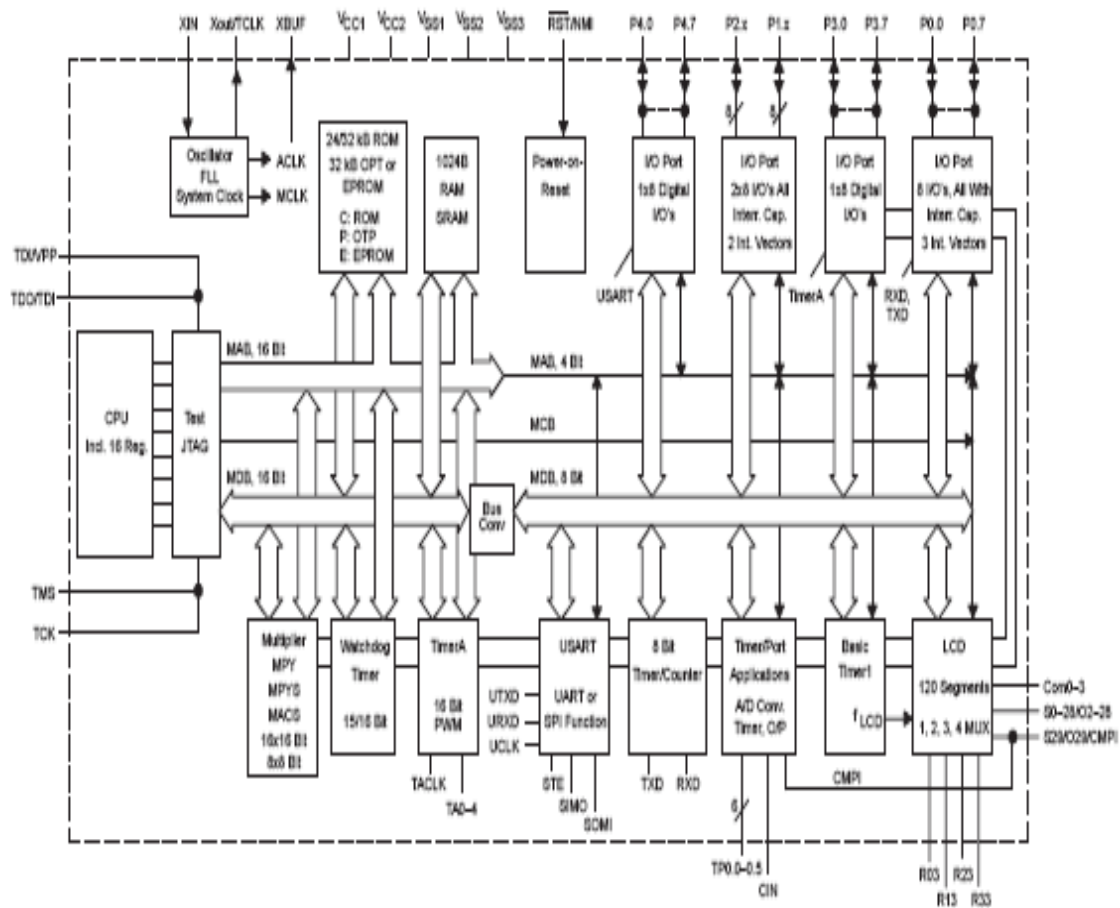 XIN Xout/TCLK XBUF VCC1 VCC2 VSS1 VSS2 VSS3 RST/NMI P4.0 P4.7 P2.x P1.x P3.0 P3.7 P0.0 P0.7
8 8
Oscillator
FLL
System Clock
ACLK
MCLK
24/32 kB ROM
32 kB OPT or
EPROM
C: ROM
P: OTP
E: EPROM
1024B
RAM
SRAM
Power-on-
Reset
I/O Port
1x8 Digital
I/O's
I/O Port
2x8 I/O's All
Interr. Cap.
2 Int. Vectors
I/O Port
1x8 Digital
I/O's
I/O Port
8 I/O's, All With
Interr. Cap.
3 Int. Vectors
TDI/VPP
TDO/TDI
USART
TimerA
RXD,
TXD
CPU
Incl. 16 Reg.
Test
JTAG
MAB, 16 Bit
MAB, 4 Bit
MCB
MDB, 16 Bit
MDB, 8 Bit
Bus
Conv
TMS
TCK
Multiplier
MPY
MPYS
MACS
16x16 Bit
8x8 Bit
Watchdog
Timer
15/16 Bit
TimerA
16 Bit
PWM
TACLK
TA0–4
USART
UART or
SPI Function
UTXD
URXD
UCLK
STE
SIMO
SOMI
8 Bit
Timer/Counter
TXD RXD
Timer/Port
Applications
A/D Conv.
Timer, O/P
6
TP0.0–0.5
CIN
CMPI
Basic
Timer1
fLCD
LCD
120 Segments
1, 2, 3, 4 MUX
Com0–3
S0–28/O2–28
S29/O29/CMPI
R03
R13
R23
R33